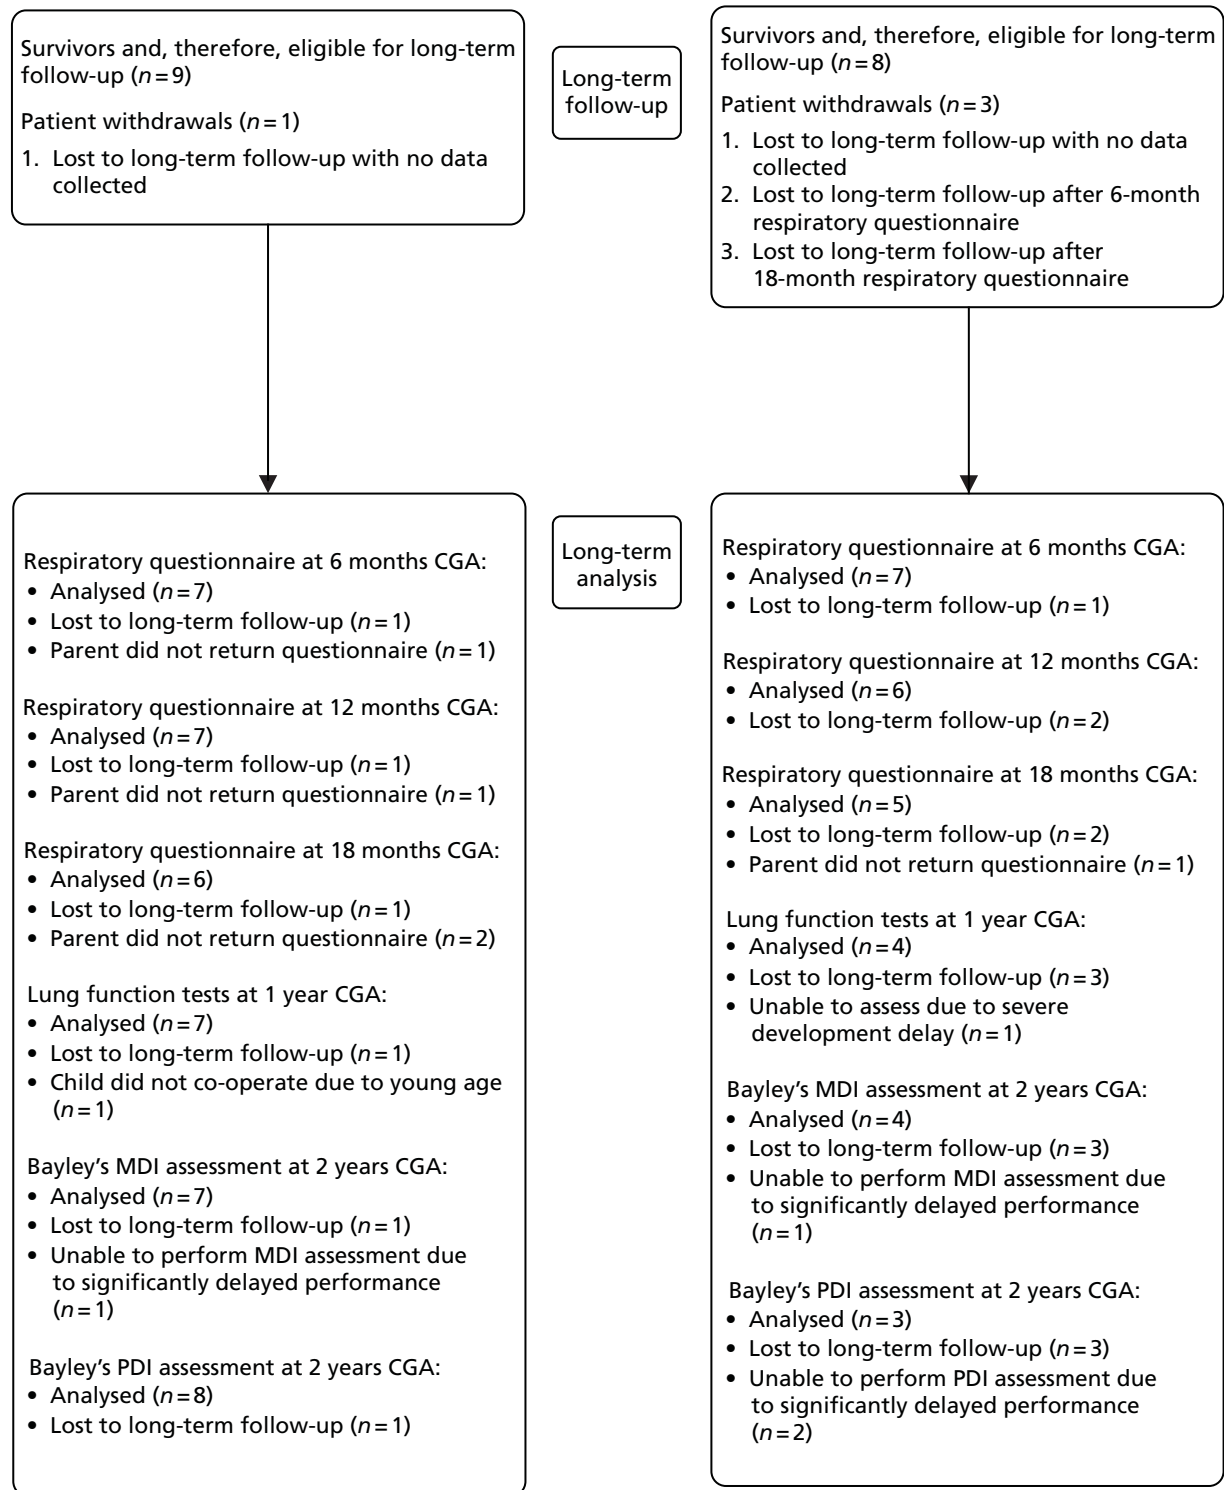 Survivors and, therefore, eligible for long-term
follow-up (n=9)
Patient withdrawals (n=1)
1. Lost to long-term follow-up with no data
collected
Long-term
follow-up
Survivors and, therefore, eligible for long-term
follow-up (n=8)
Patient withdrawals (n=3)
1. Lost to long-term follow-up with no data
collected
2. Lost to long-term follow-up after 6-month
respiratory questionnaire
3. Lost to long-term follow-up after
18-month respiratory questionnaire
Respiratory questionnaire at 6 months CGA:
• Analysed (n=7)
• Lost to long-term follow-up (n=1)
• Parent did not return questionnaire (n=1)
Respiratory questionnaire at 12 months CGA:
• Analysed (n=7)
• Lost to long-term follow-up (n=1)
• Parent did not return questionnaire (n=1)
Respiratory questionnaire at 18 months CGA:
• Analysed (n=6)
• Lost to long-term follow-up (n=1)
• Parent did not return questionnaire (n=2)
Lung function tests at 1 year CGA:
• Analysed (n=7)
• Lost to long-term follow-up (n=1)
• Child did not co-operate due to young age
(n=1)
Bayley's MDI assessment at 2 years CGA:
• Analysed (n=7)
• Lost to long-term follow-up (n=1)
• Unable to perform MDI assessment due
to significantly delayed performance
(n=1)
Bayley's PDI assessment at 2 years CGA:
• Analysed (n=8)
• Lost to long-term follow-up (n=1)
Long-term
analysis
Respiratory questionnaire at 6 months CGA:
• Analysed (n=7)
• Lost to long-term follow-up (n=1)
Respiratory questionnaire at 12 months CGA:
• Analysed (n=6)
• Lost to long-term follow-up (n=2)
Respiratory questionnaire at 18 months CGA:
• Analysed (n=5)
• Lost to long-term follow-up (n=2)
• Parent did not return questionnaire (n=1)
Lung function tests at 1 year CGA:
• Analysed (n=4)
• Lost to long-term follow-up (n=3)
• Unable to assess due to severe
development delay (n=1)
Bayley's MDI assessment at 2 years CGA:
• Analysed (n=4)
• Lost to long-term follow-up (n=3)
• Unable to perform MDI assessment due
to significantly delayed performance
(n=1)
Bayley's PDI assessment at 2 years CGA:
• Analysed (n=3)
• Lost to long-term follow-up (n=3)
• Unable to perform PDI assessment due
to significantly delayed performance
(n=2)